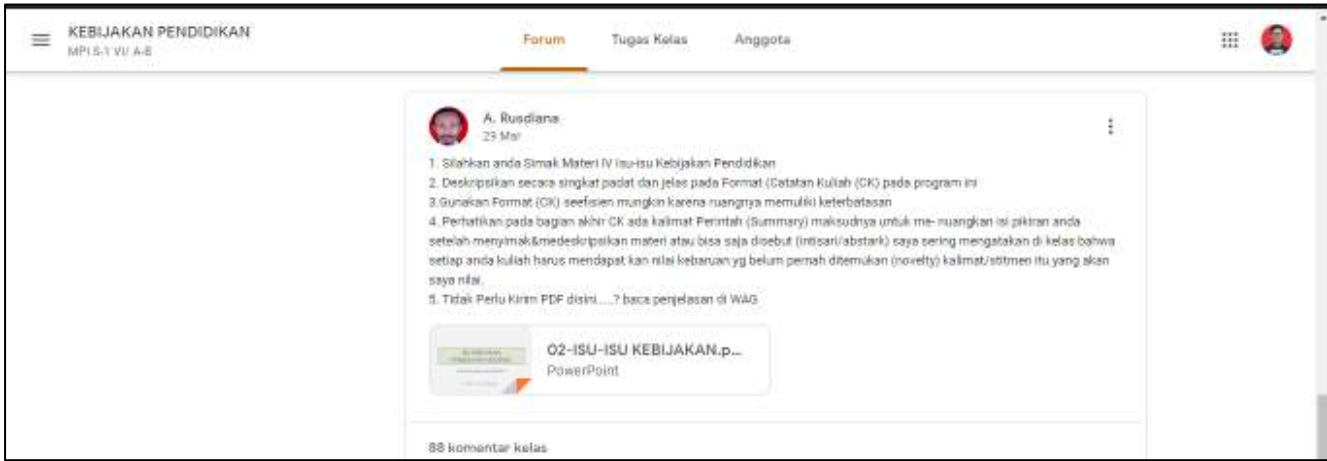 KEBIJAKAN PENDIDIKAN
MPI S-1 VI/ A-B
Forum Tugas Kelas Anggota
A. Rusdiana
29 Mar
1. Silahkan anda Simak Materi IV Isu-isu Kebijakan Pendidikan
2. Deskripsikan secara singkat padat dan jelas pada Format (Catatan Kuliah (CK) pada program ini
3.Gunakan Format (CK) seefisien mungkin karena ruangnya memuliki keterbatasan
4. Perhatikan pada bagian akhir CK ada kalimat Perintah (Summary) maksudnya untuk me- nuangkan isi pikiran anda
setelah menyimak&medeskripsikan materi atau bisa saja disebut (intisari/abstark) saya sering mengatakan di kelas bahwa
setiap anda kuliah harus mendapat kan nilai kebaruan yg belum pernah ditemukan (novelty) kalimat/stitmen itu yang akan
saya nilai.
5. Tidak Perlu Kirim PDF disini.....? baca penjelasan di WAG
02-ISU-ISU KEBIJAKAN.p...
PowerPoint
88 komentar kelas